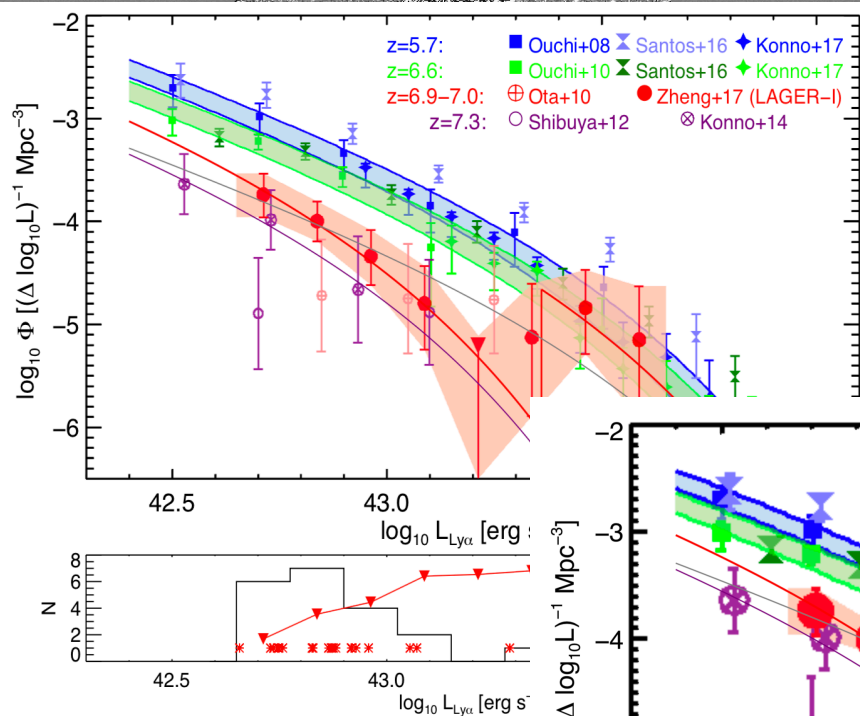 z=5.7: Ouchi+08 Santos+16 Konno+17
z=6.6: Ouchi+10 Santos+16 Konno+17
z=6.9−7.0: Ota+10 Zheng+17 (LAGER-I)
z=7.3: Shibuya+12 Konno+14
log₁₀ Φ [(Δ log₁₀L)⁻¹ Mpc⁻³]
−2
−3
−4
−5
−6
42.5 43.0
log₁₀ L_Lyα [erg s
N
8
6
4
2
0
42.5 43.0
log₁₀ L_Lyα [erg s⁻
Δ log₁₀L)⁻¹ Mpc⁻³]
−2
−3
−4